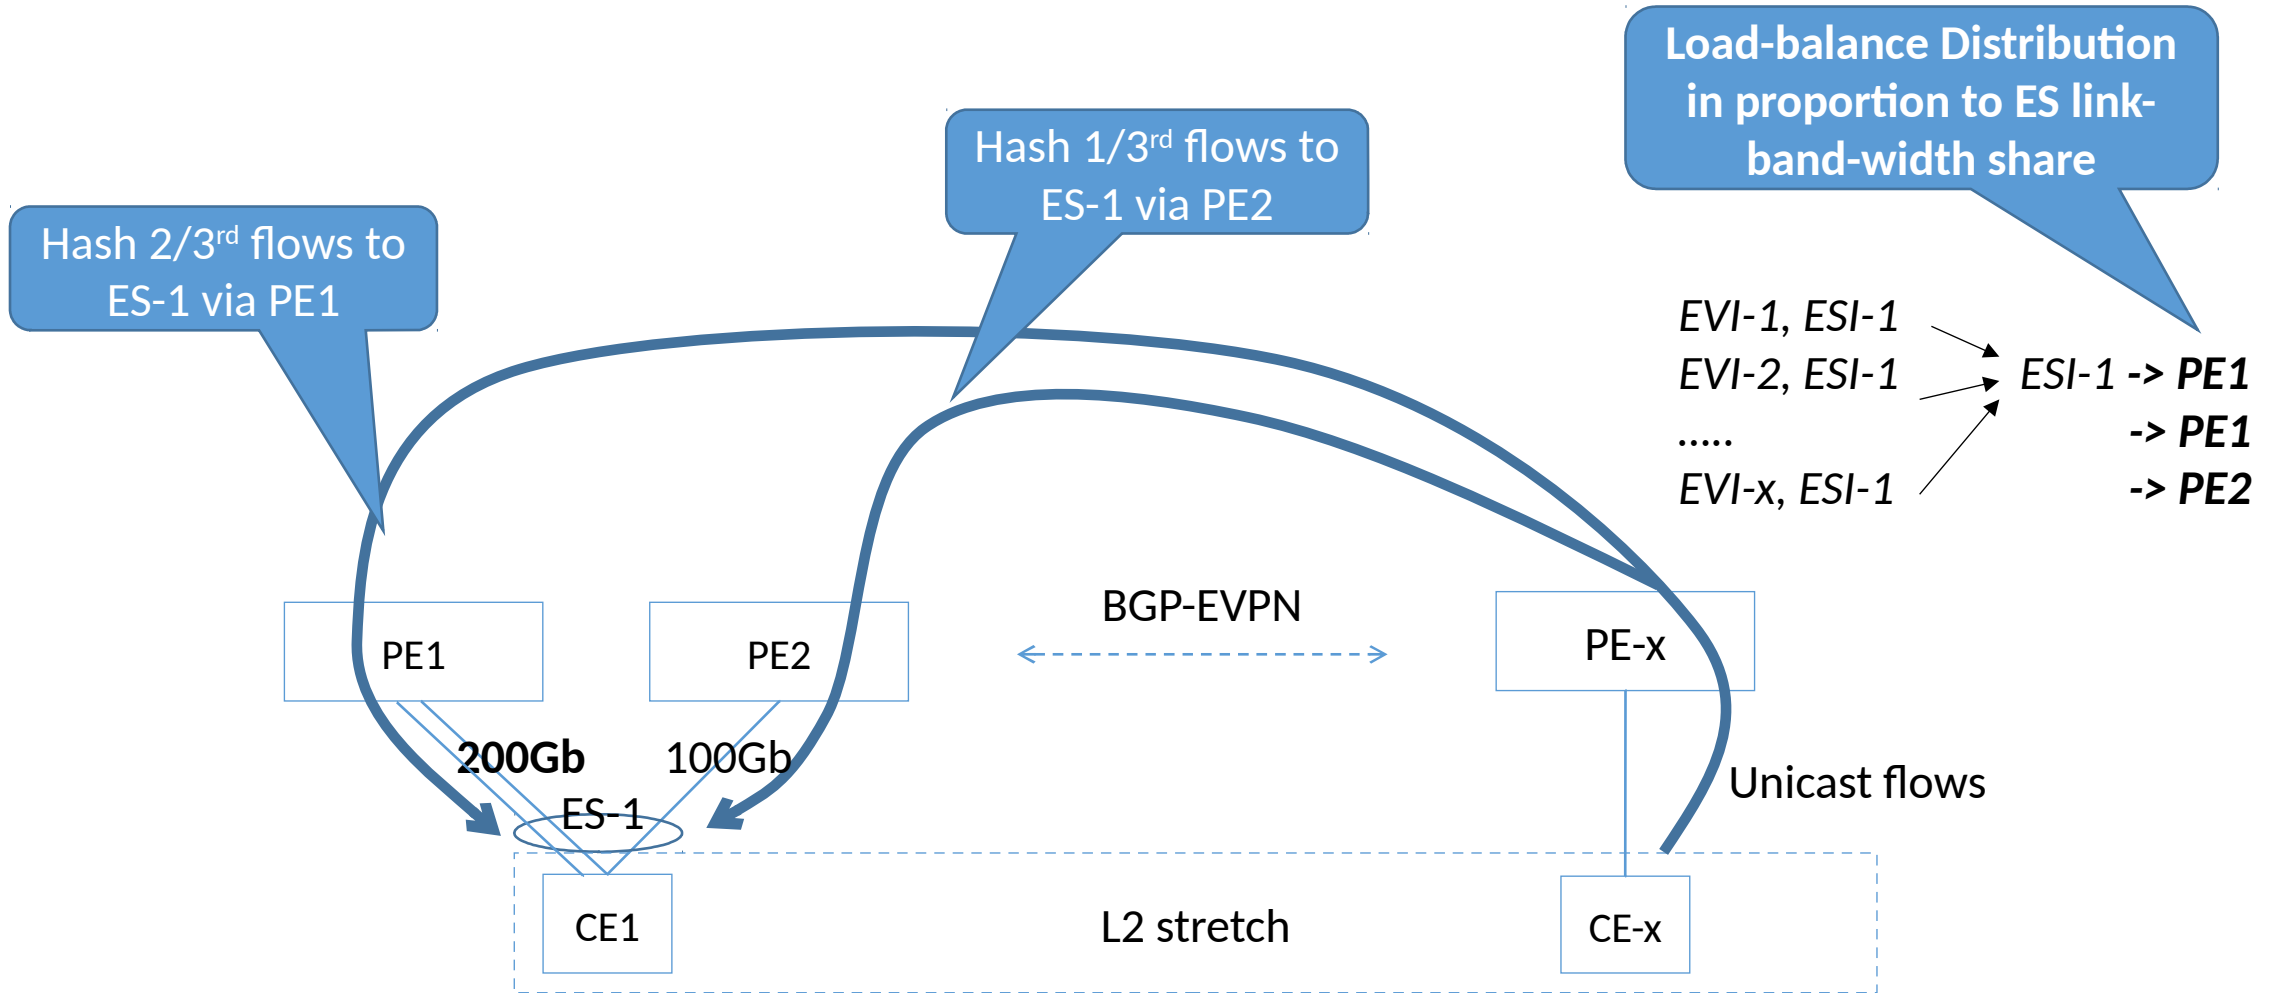 Load-balance Distribution
in proportion to ES link-
band-width share
Hash 1/3rd flows to
ES-1 via PE2
Hash 2/3rd flows to
ES-1 via PE1
EVI-1, ESI-1
EVI-2, ESI-1
.....
EVI-x, ESI-1
ESI-1 -> PE1
-> PE1
-> PE2
BGP-EVPN
PE1
PE2
PE-x
200Gb
100Gb
ES-1
Unicast flows
CE1
L2 stretch
CE-x